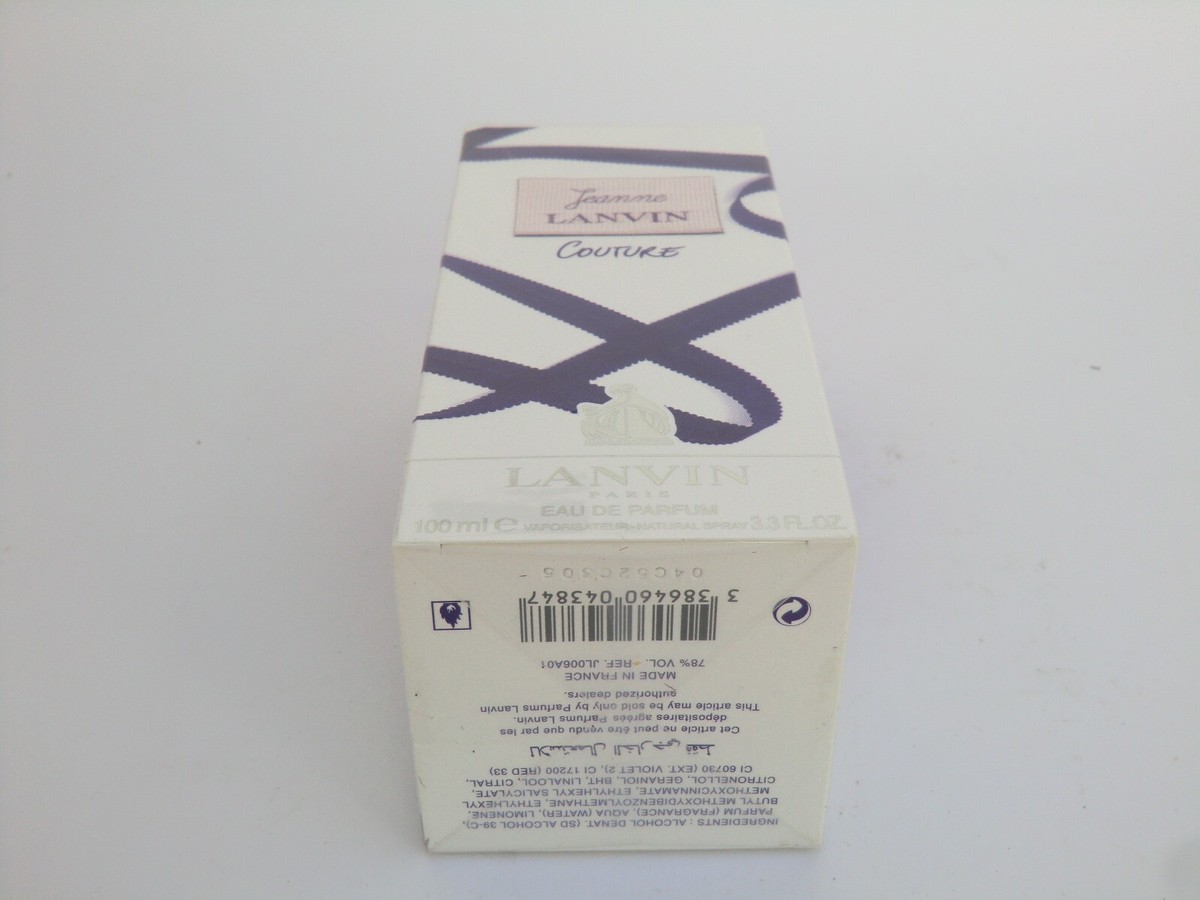 Jeanne
LANVIN
COUTURE
LANVIN
PARIS
EAU DE PARFUM
100 ml e VAPORISATEUR-NATURAL SPRAY 3.3 FL.OZ.
INGREDIENTS : ALCOHOL DENAT. (SD ALCOHOL 39-C),
PARFUM (FRAGRANCE), AQUA (WATER), LIMONENE,
BUTYL METHOXYDIBENZOYLMETHANE, ETHYLHEXYL
METHOXYCINNAMATE, ETHYLHEXYL SALICYLATE,
CITRONELLOL, GERANIOL, BHT, LINALOOL, CITRAL,
CI 60730 (EXT. VIOLET 2), CI 17200 (RED 33)
للاستعمال الخارجي فقط
Cet article ne peut être vendu que par les
dépositaires agréés Parfums Lanvin.
This article may be sold only by Parfums Lanvin
authorized dealers.
MADE IN FRANCE
78% VOL. - REF. JL006A01
3 386460 043847